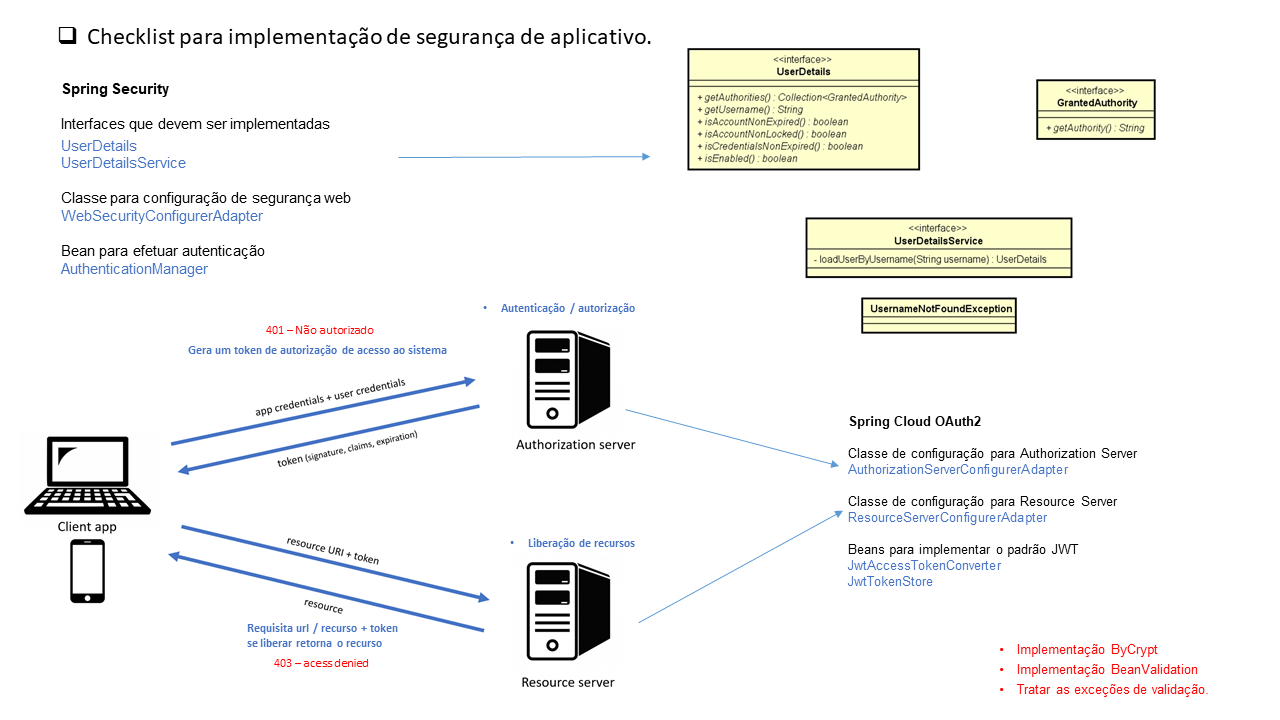 Checklist para implementação de segurança de aplicativo.
Spring Security
Interfaces que devem ser implementadas
UserDetails
UserDetailsService
Classe para configuração de segurança web
WebSecurityConfigurerAdapter
Bean para efetuar autenticação
AuthenticationManager
<<interface>>
UserDetails
+ getAuthorities() : Collection<GrantedAuthority>
+ getUsername() : String
+ isAccountNonExpired() : boolean
+ isAccountNonLocked() : boolean
+ isCredentialsNonExpired() : boolean
+ isEnabled() : boolean
<<interface>>
GrantedAuthority
+ getAuthority() : String
<<interface>>
UserDetailsService
- loadUserByUsername(String username) : UserDetails
UsernameNotFoundException
• Autenticação / autorização
401 – Não autorizado
Gera um token de autorização de acesso ao sistema
app credentials + user credentials
token (signature, claims, expiration)
Authorization server
Client app
• Liberação de recursos
resource URI + token
resource
Requisita url / recurso + token
se liberar retorna o recurso
403 – acess denied
Resource server
Spring Cloud OAuth2
Classe de configuração para Authorization Server
AuthorizationServerConfigurerAdapter
Classe de configuração para Resource Server
ResourceServerConfigurerAdapter
Beans para implementar o padrão JWT
JwtAccessTokenConverter
JwtTokenStore
• Implementação ByCrypt
• Implementação BeanValidation
• Tratar as exceções de validação.